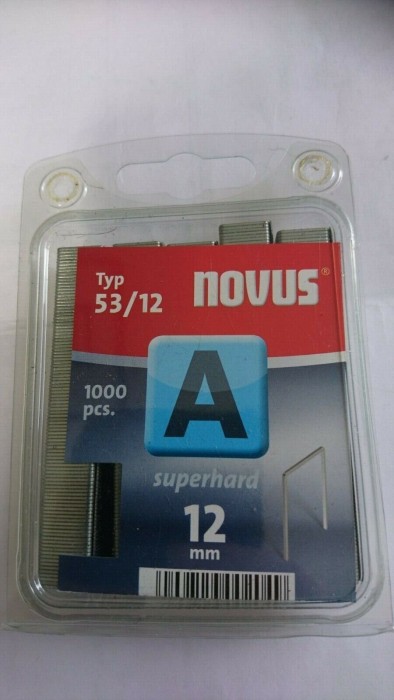 Typ
53/12
novus®
1000
pcs.
A
superhard
12
mm